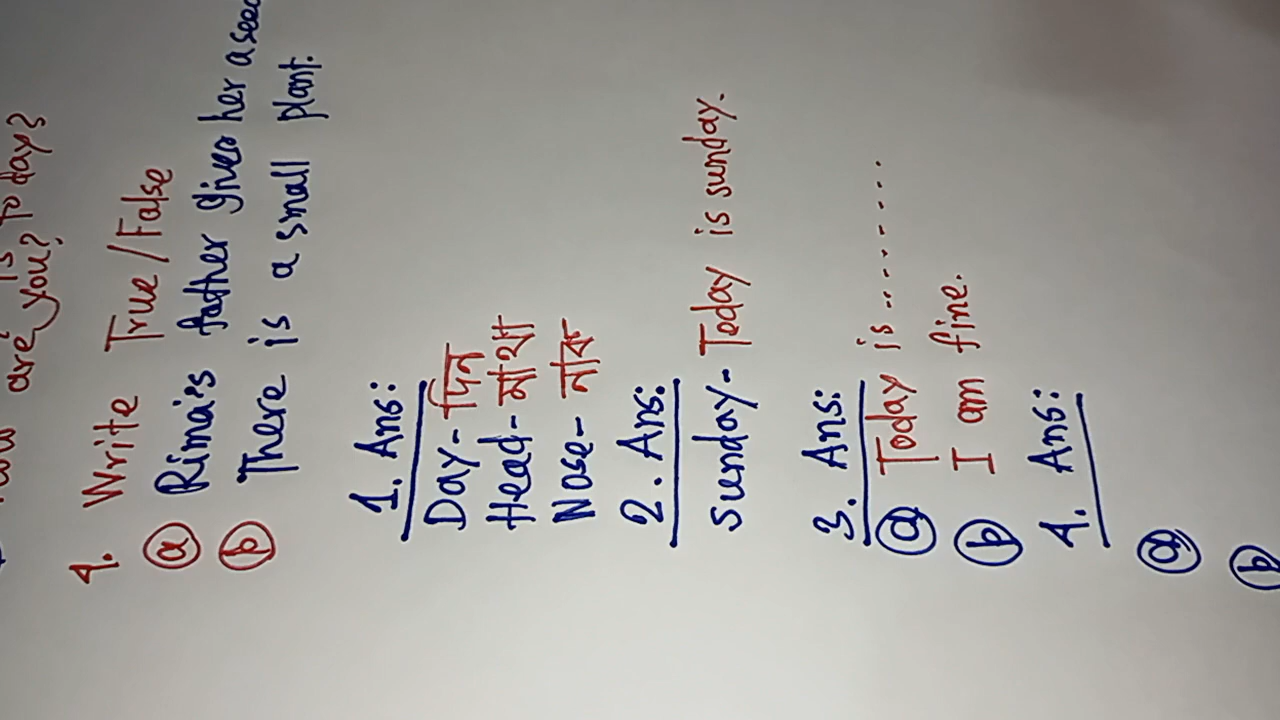 is today?
are you?
4. Write True/False
(a) Rima's father gives her a seed
(b) There is a small plant.
1. Ans:
Day- দিন
Head- মাথা
Nose- নাক
2. Ans:
Sunday- Today is sunday.
3. Ans:
(a) Today is.........
(b) I am fine.
4. Ans:
(a)
(b)